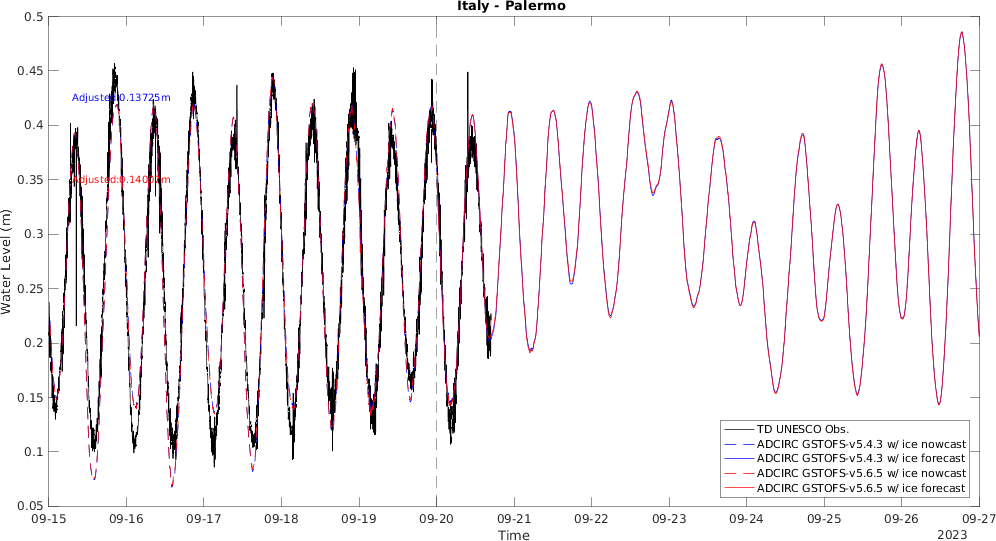 Italy - Palermo
0.5
0.45
0.4
0.35
0.3
0.25
0.2
0.15
0.1
0.05
Water Level (m)
Adjusted:0.13725m
Adjusted:0.14007m
TD UNESCO Obs.
ADCIRC GSTOFS-v5.4.3 w/ ice nowcast
ADCIRC GSTOFS-v5.4.3 w/ ice forecast
ADCIRC GSTOFS-v5.6.5 w/ ice nowcast
ADCIRC GSTOFS-v5.6.5 w/ ice forecast
09-15 09-16 09-17 09-18 09-19 09-20 09-21 09-22 09-23 09-24 09-25 09-26 09-27
Time
2023